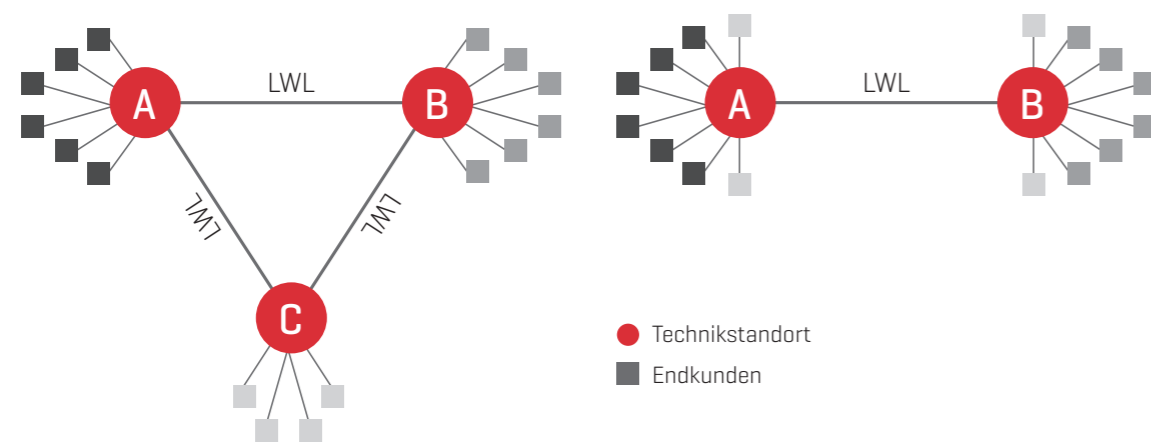 LWL
A
B
LWL
LWL
C
LWL
A
B
Technikstandort
Endkunden